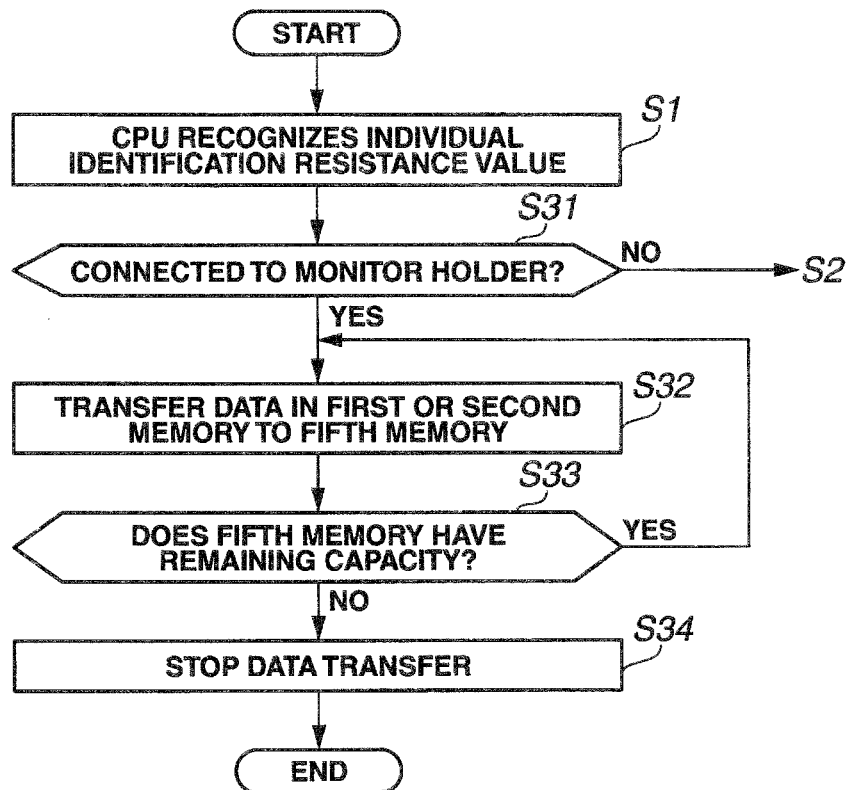 START
S1
CPU RECOGNIZES INDIVIDUAL
IDENTIFICATION RESISTANCE VALUE
S31
CONNECTED TO MONITOR HOLDER?
NO
S2
YES
S32
TRANSFER DATA IN FIRST OR SECOND
MEMORY TO FIFTH MEMORY
S33
DOES FIFTH MEMORY HAVE
REMAINING CAPACITY?
YES
NO
S34
STOP DATA TRANSFER
END